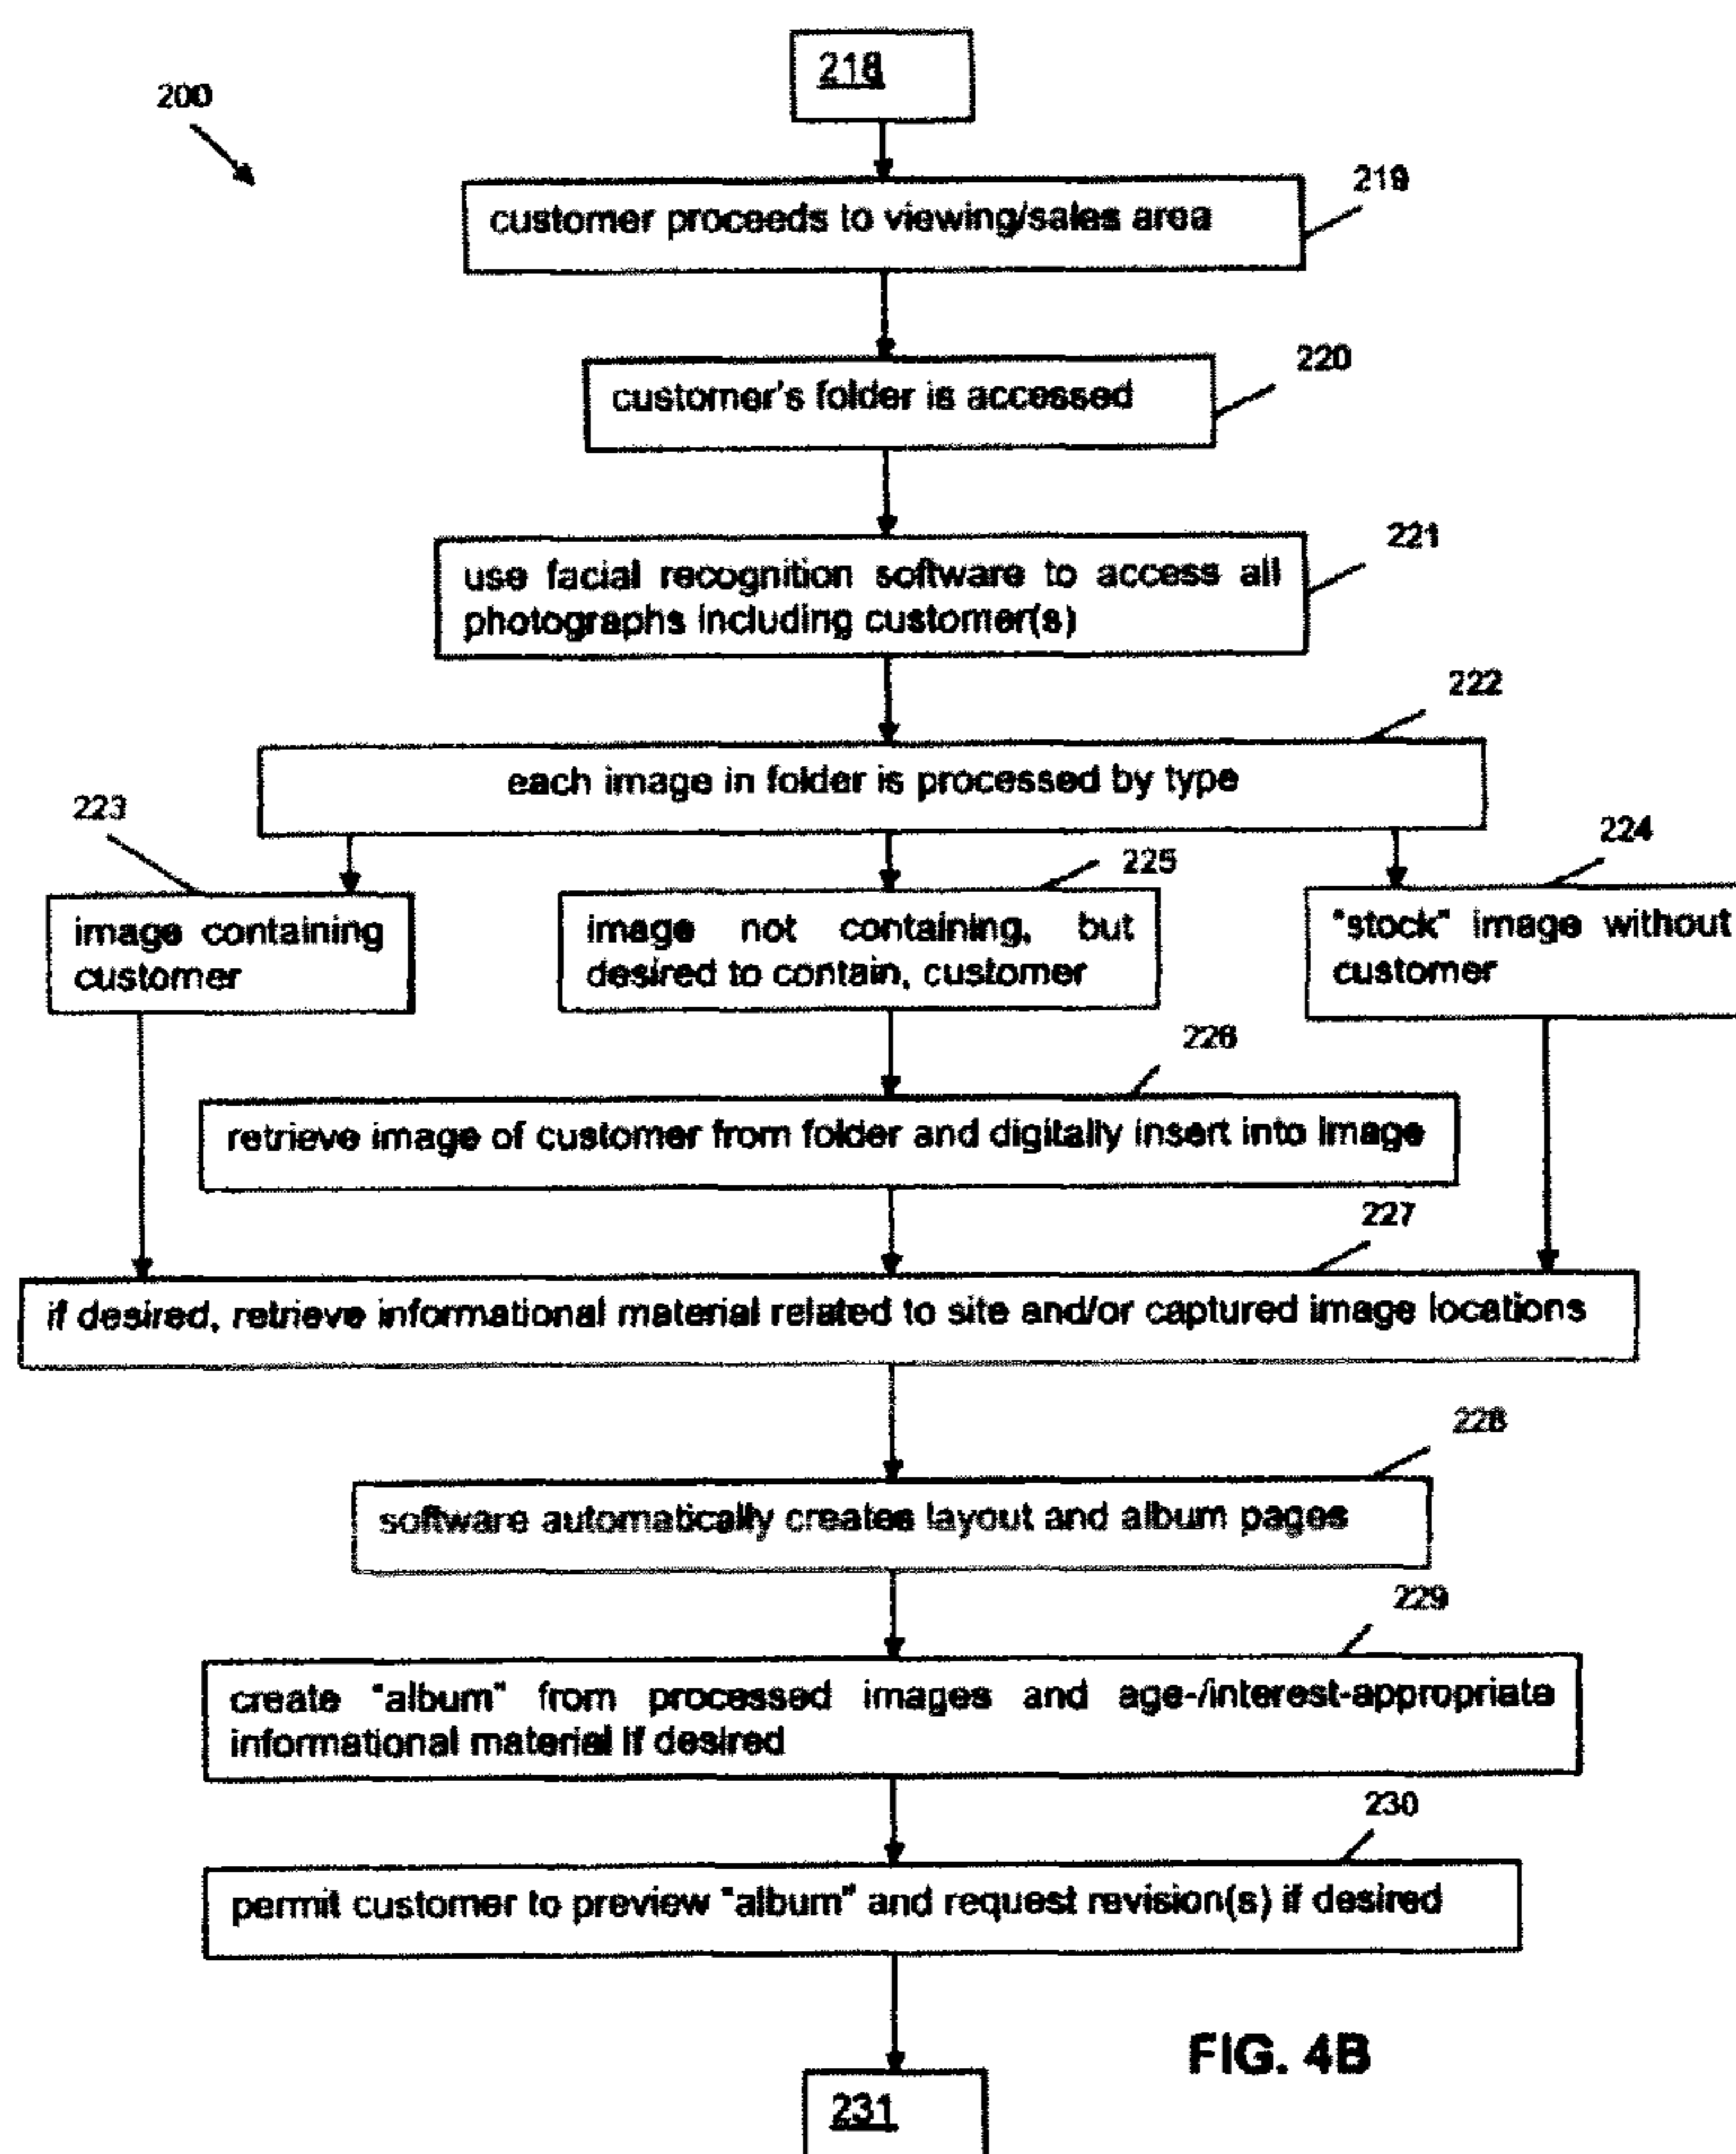 218
200
219
customer proceeds to viewing/sales area
220
customer's folder is accessed
221
use facial recognition software to access all
photographs including customer(s)
222
each image in folder is processed by type
223
225
224
image containing
customer
image not containing, but
desired to contain, customer
"stock" image without
customer
226
retrieve image of customer from folder and digitally insert into image
227
if desired, retrieve informational material related to site and/or captured image locations
228
software automatically creates layout and album pages
229
create "album" from processed images and age-/interest-appropriate
informational material if desired
230
permit customer to preview "album" and request revision(s) if desired
FIG. 4B
231